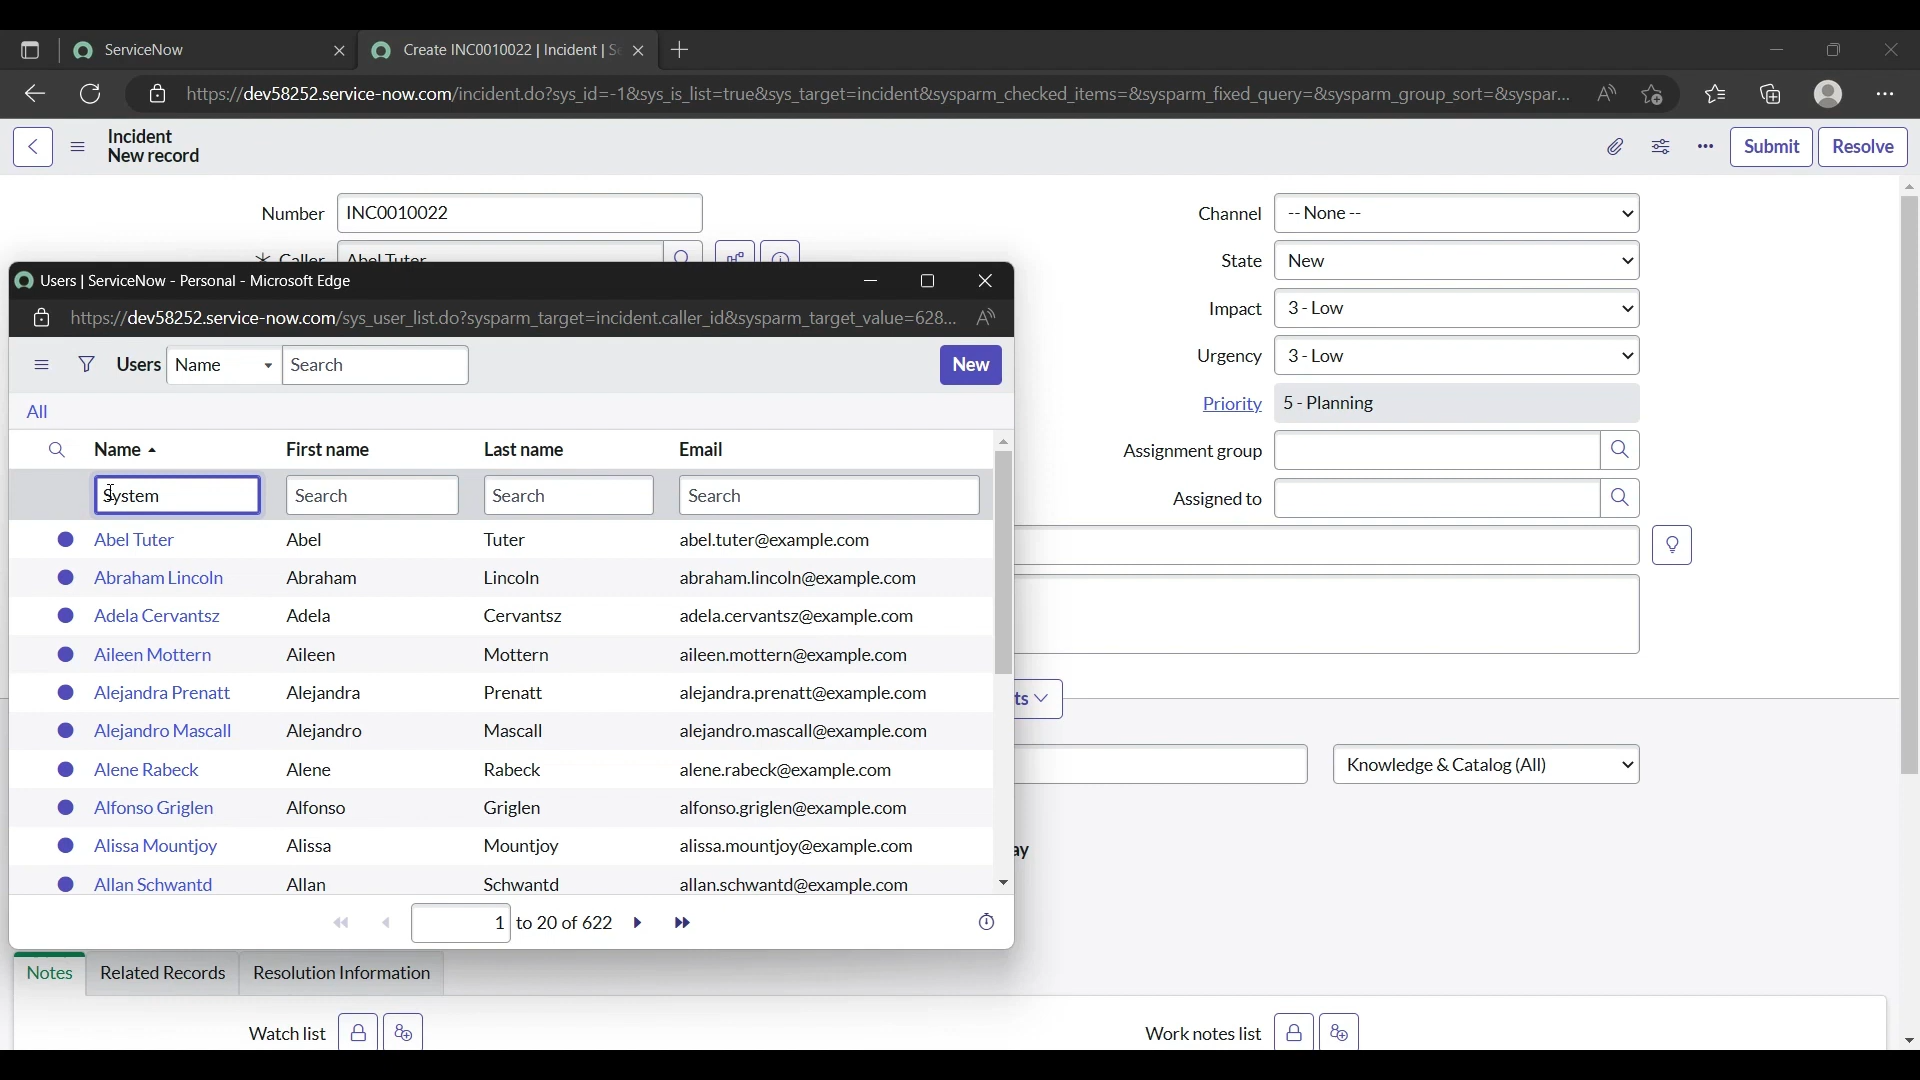 ServiceNow
Create INC0010022 | Incident | Se
https://dev58252.service-now.com/incident.do?sys_id=-1&sys_is_list=true&sys_target=incident&sysparm_checked_items=&sysparm_fixed_query=&sysparm_group_sort=&syspar...
Incident
New record
Submit
Resolve
Number
INC0010022
Channel
-- None --
Caller
Abel Tuter
State
New
Users | ServiceNow - Personal - Microsoft Edge
https://dev58252.service-now.com/sys_user_list.do?sysparm_target=incident.caller_id&sysparm_target_value=628...
Impact
3 - Low
Urgency
3 - Low
Priority
5 - Planning
Assignment group
Assigned to
Users
Name
Search
New
All
Name
First name
Last name
Email
System
Search
Search
Search
Abel Tuter Abel Tuter abel.tuter@example.com
Abraham Lincoln Abraham Lincoln abraham.lincoln@example.com
Adela Cervantsz Adela Cervantsz adela.cervantsz@example.com
Aileen Mottern Aileen Mottern aileen.mottern@example.com
Alejandra Prenatt Alejandra Prenatt alejandra.prenatt@example.com
Alejandro Mascall Alejandro Mascall alejandro.mascall@example.com
Alene Rabeck Alene Rabeck alene.rabeck@example.com
Alfonso Griglen Alfonso Griglen alfonso.griglen@example.com
Alissa Mountjoy Alissa Mountjoy alissa.mountjoy@example.com
Allan Schwantd Allan Schwantd allan.schwantd@example.com
1 to 20 of 622
ts
Knowledge & Catalog (All)
ay
Notes
Related Records
Resolution Information
Watch list
Work notes list